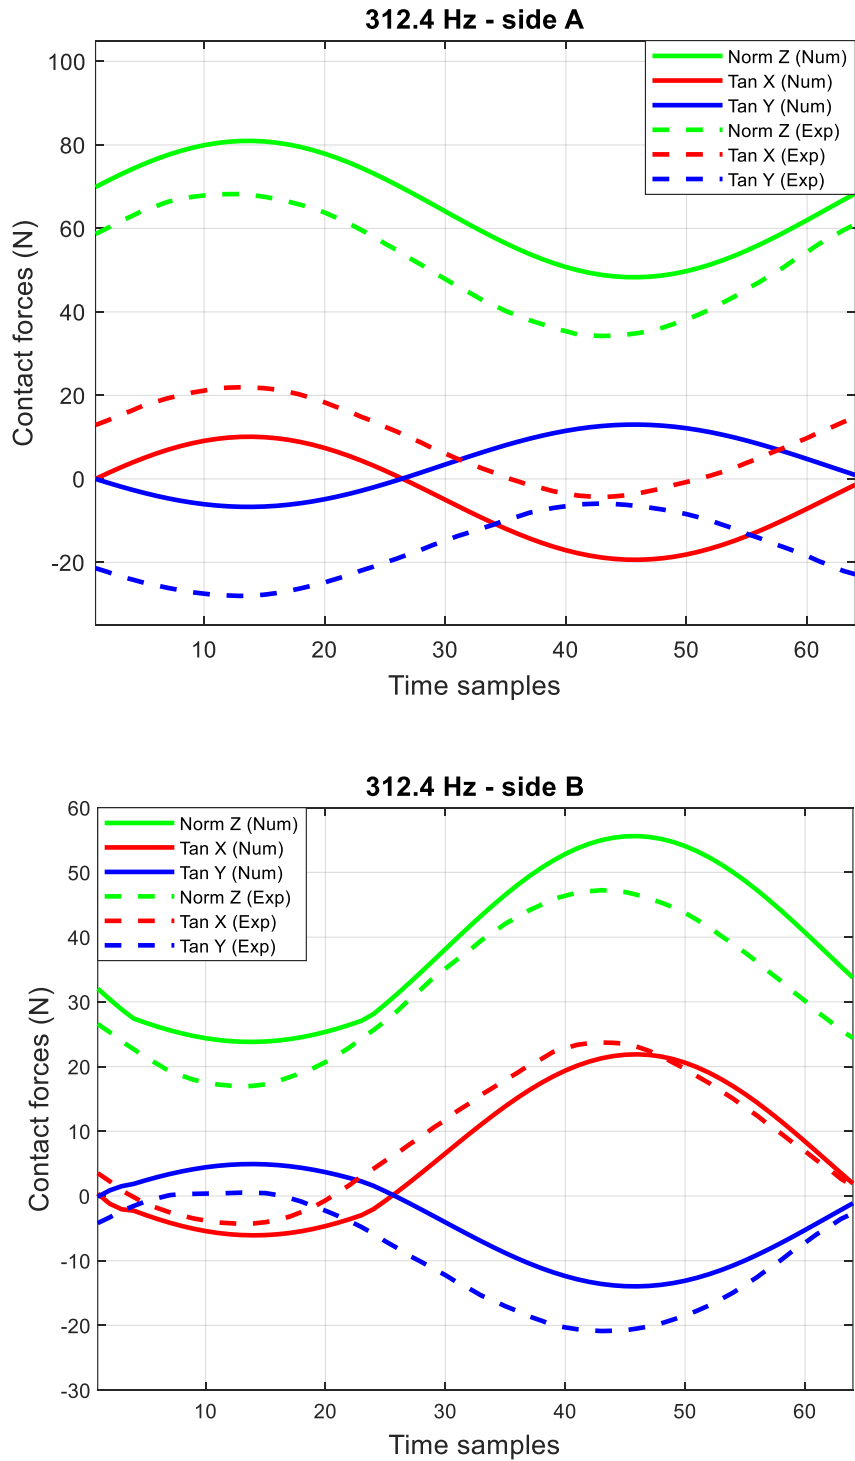 312.4 Hz - side A
Norm Z (Num)
Tan X (Num)
Tan Y (Num)
Norm Z (Exp)
Tan X (Exp)
Tan Y (Exp)
Contact forces (N)
100
80
60
40
20
0
-20
10 20 30 40 50 60
Time samples
312.4 Hz - side B
Norm Z (Num)
Tan X (Num)
Tan Y (Num)
Norm Z (Exp)
Tan X (Exp)
Tan Y (Exp)
Contact forces (N)
60
50
40
30
20
10
0
-10
-20
-30
10 20 30 40 50 60
Time samples